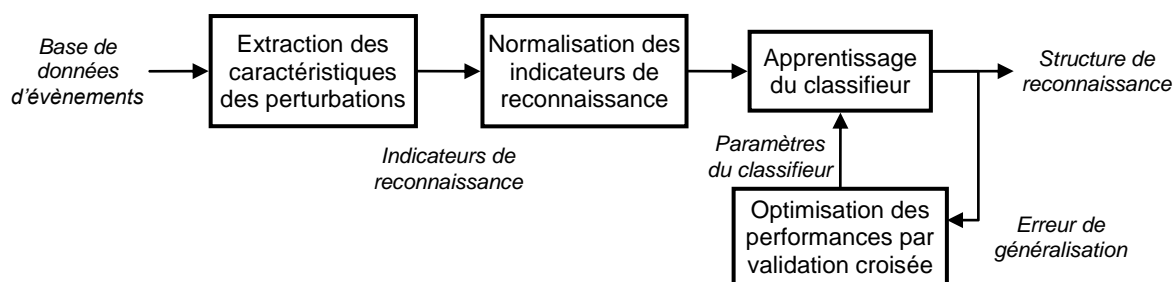 Base de
données
d'évènements
Extraction des
caractéristiques
des perturbations
Normalisation des
indicateurs de
reconnaissance
Apprentissage
du classifieur
Structure de
reconnaissance
Indicateurs de
reconnaissance
Paramètres
du classifieur
Optimisation des
performances par
validation croisée
Erreur de
généralisation